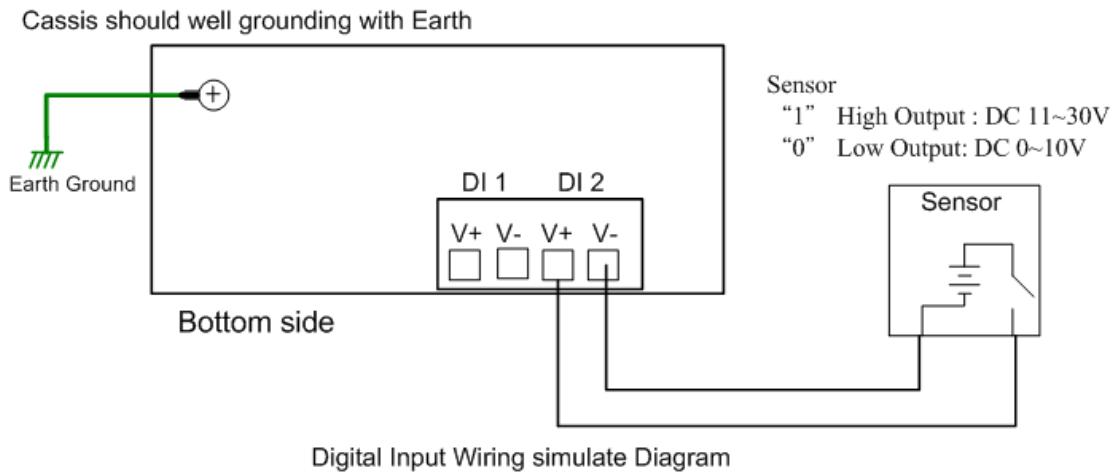 Cassis should well grounding with Earth
Sensor
“1” High Output : DC 11~30V
“0” Low Output: DC 0~10V
Earth Ground
DI 1 DI 2
Sensor
V+ V- V+ V-
Bottom side
Digital Input Wiring simulate Diagram